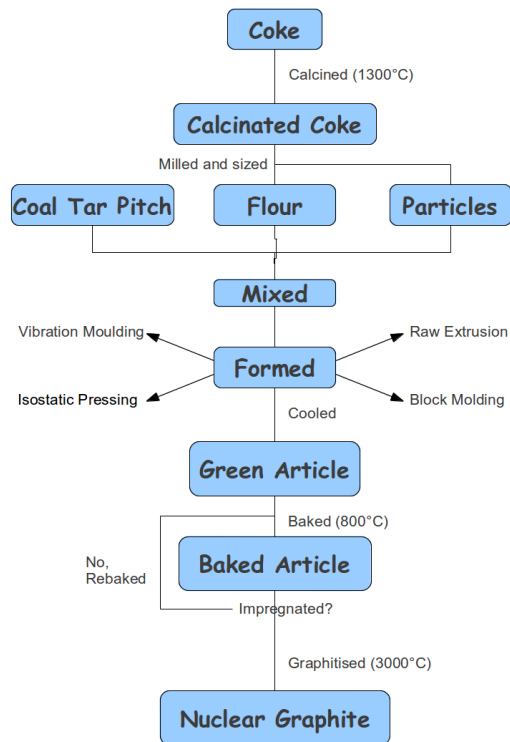 Coke
Calcined (1300°C)
Calcinated Coke
Milled and sized
Coal Tar Pitch
Flour
Particles
Mixed
Vibration Moulding
Raw Extrusion
Formed
Isostatic Pressing
Block Molding
Cooled
Green Article
Baked (800°C)
No,
Rebaked
Baked Article
Impregnated?
Graphitised (3000°C)
Nuclear Graphite